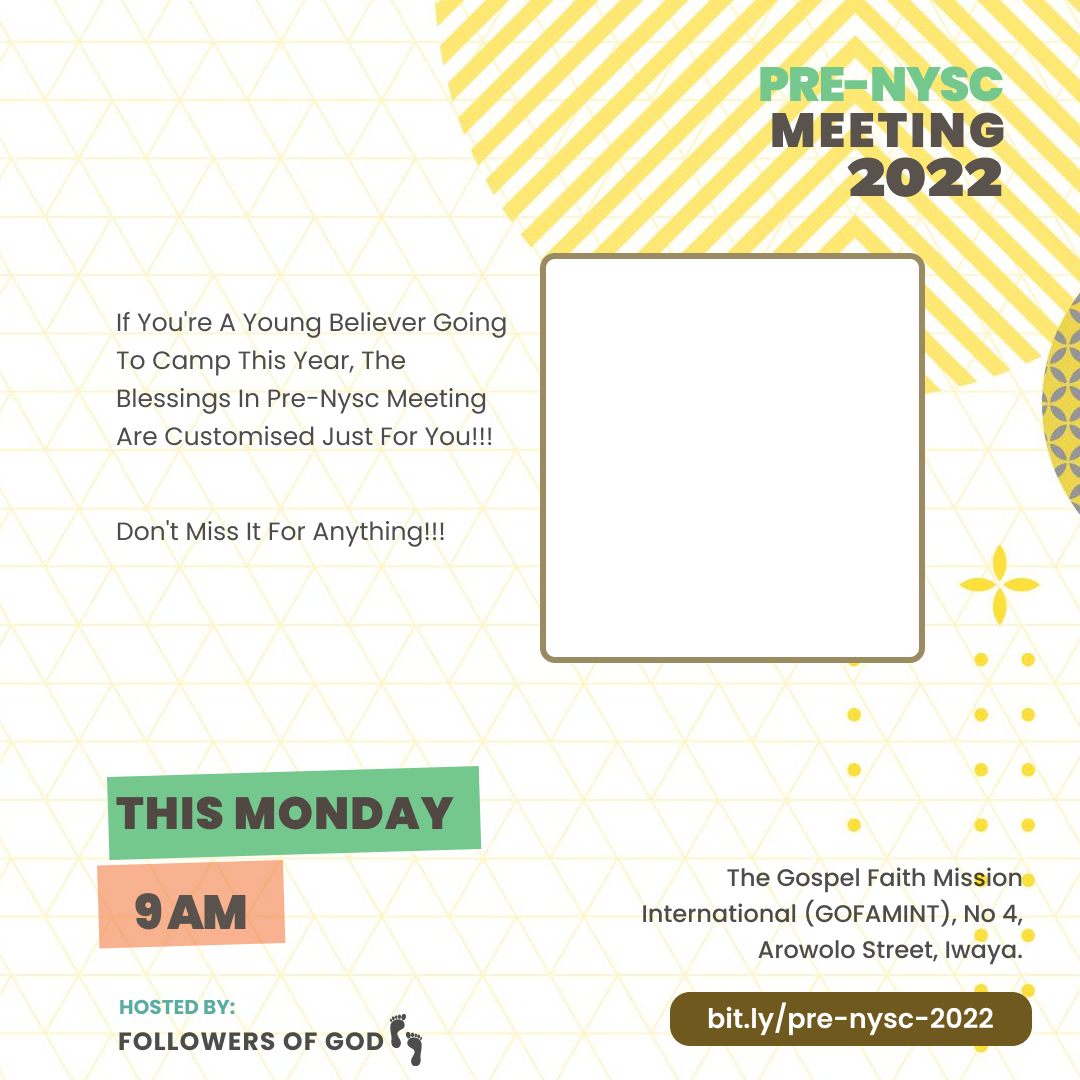 PRE-NYSC
MEETING
2022
If You're A Young Believer Going
To Camp This Year, The
Blessings In Pre-Nysc Meeting
Are Customised Just For You!!!
Don't Miss It For Anything!!!
THIS MONDAY
9 AM
The Gospel Faith Mission
International (GOFAMINT), No 4,
Arowolo Street, Iwaya.
HOSTED BY:
FOLLOWERS OF GOD
bit.ly/pre-nysc-2022